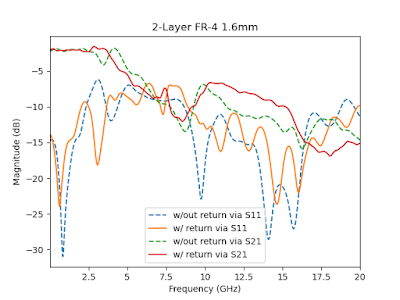 2-Layer FR-4 1.6mm
Magnitude (dB)
−5
−10
−15
−20
−25
−30
w/out return via S11
w/ return via S11
w/out return via S21
w/ return via S21
2.5 5 7.5 10 12.5 15 17.5 20
Frequency (GHz)